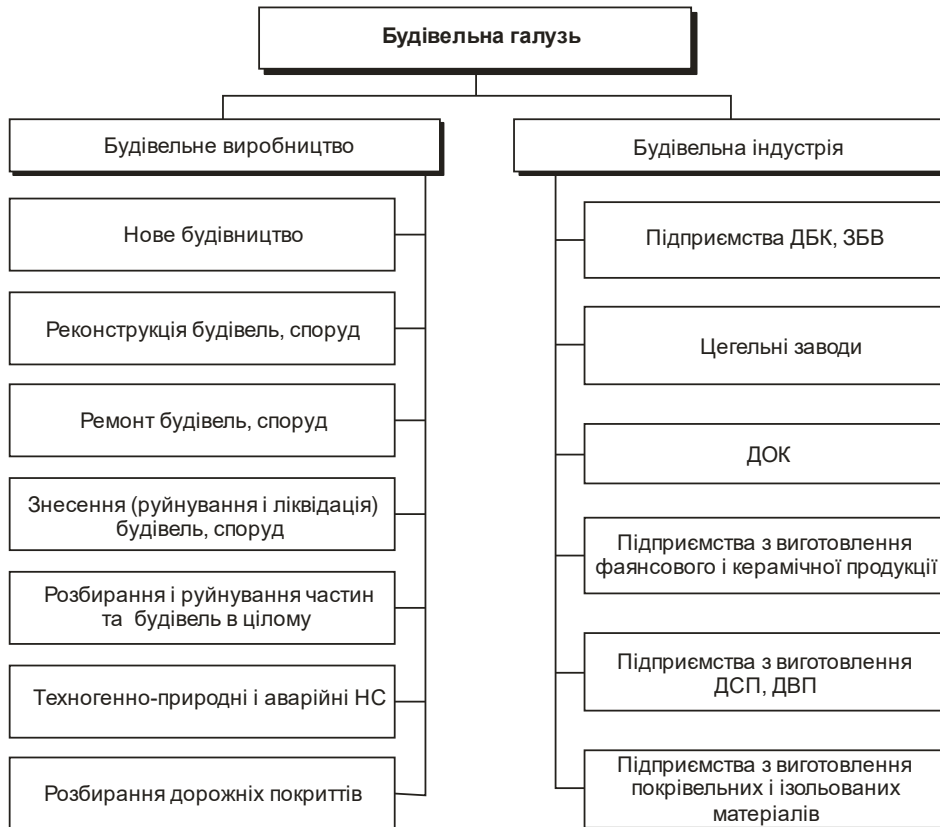 Будівельна галузь
Будівельне виробництво
Нове будівництво
Реконструкція будівель, споруд
Ремонт будівель, споруд
Знесення (руйнування і ліквідація)
будівель, споруд
Розбирання і руйнування частин
та будівель в цілому
Техногенно-природні і аварійні НС
Розбирання дорожніх покриттів
Будівельна індустрія
Підприємства ДБК, ЗБВ
Цегельні заводи
ДОК
Підприємства з виготовлення
фаянсового і керамічної продукції
Підприємства з виготовлення
ДСП, ДВП
Підприємства з виготовлення
покрівельних і ізольованих
матеріалів